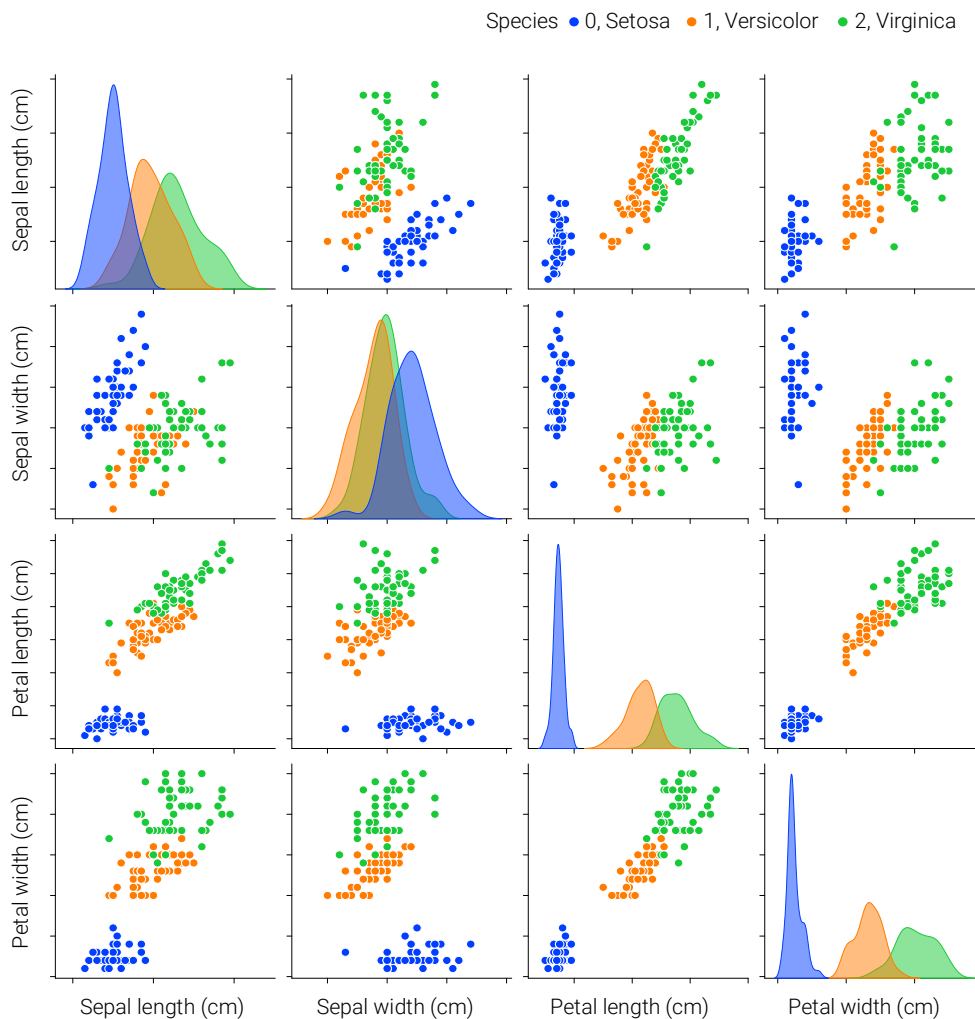 Species 0, Setosa 1, Versicolor 2, Virginica
Sepal length (cm)
Sepal width (cm)
Petal length (cm)
Petal width (cm)
Sepal length (cm) Sepal width (cm) Petal length (cm) Petal width (cm)